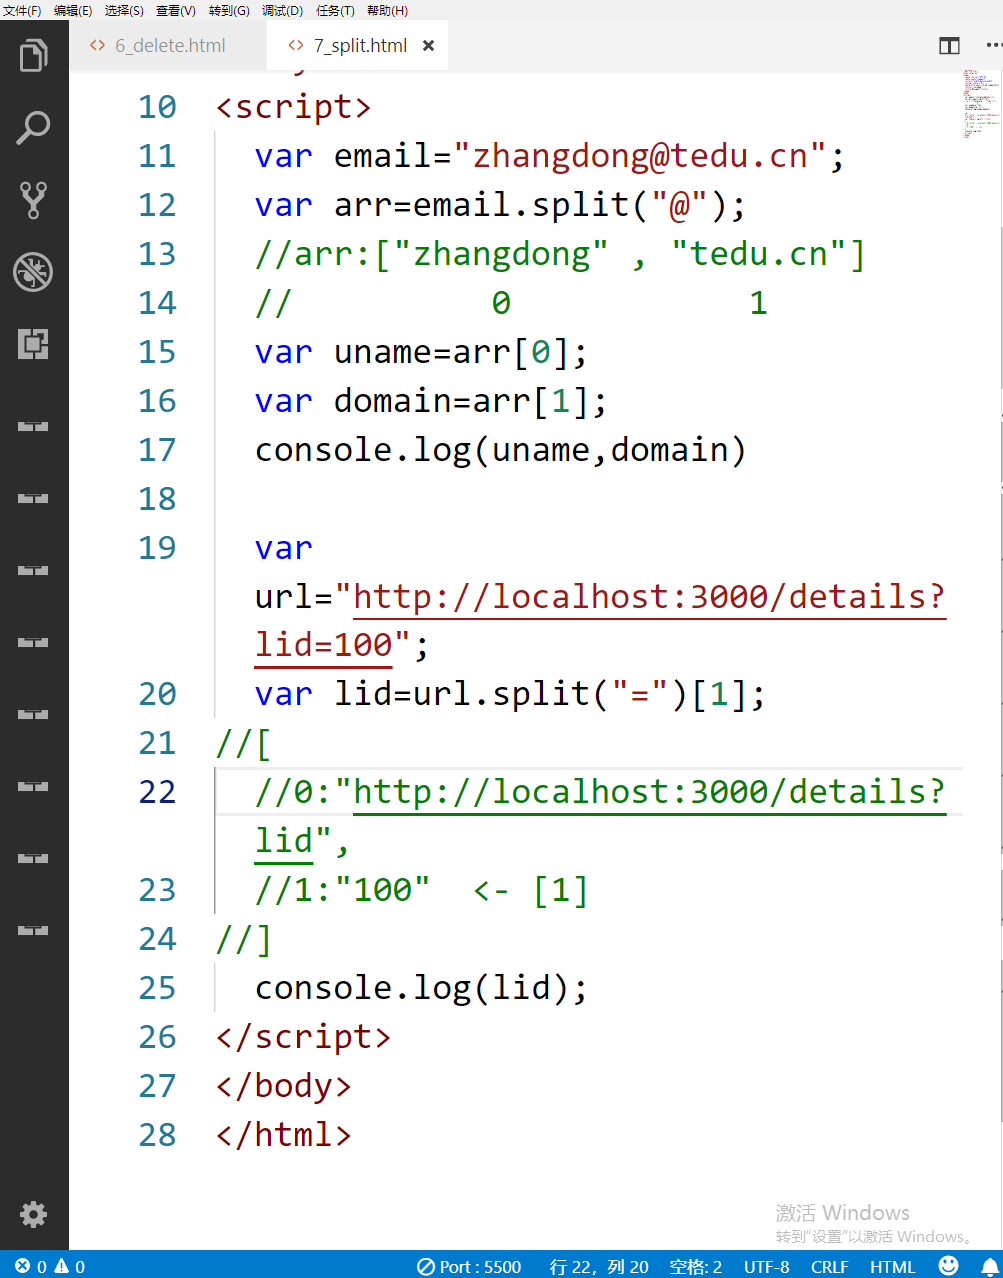 文件(F) 编辑(E) 选择(S) 查看(V) 转到(G) 调试(D) 任务(T) 帮助(H)
<> 6_delete.html <> 7_split.html ×
10 <script>
11 var email="zhangdong@tedu.cn";
12 var arr=email.split("@");
13 //arr:["zhangdong" , "tedu.cn"]
14 // 0 1
15 var uname=arr[0];
16 var domain=arr[1];
17 console.log(uname,domain)
18
19 var
url="http://localhost:3000/details?
lid=100";
20 var lid=url.split("=")[1];
21 //[
22 //0:"http://localhost:3000/details?
lid",
23 //1:"100" <- [1]
24 //]
25 console.log(lid);
26 </script>
27 </body>
28 </html>
激活 Windows
转到"设置"以激活 Windows。
0 0 Port : 5500 行 22，列 20 空格: 2 UTF-8 CRLF HTML